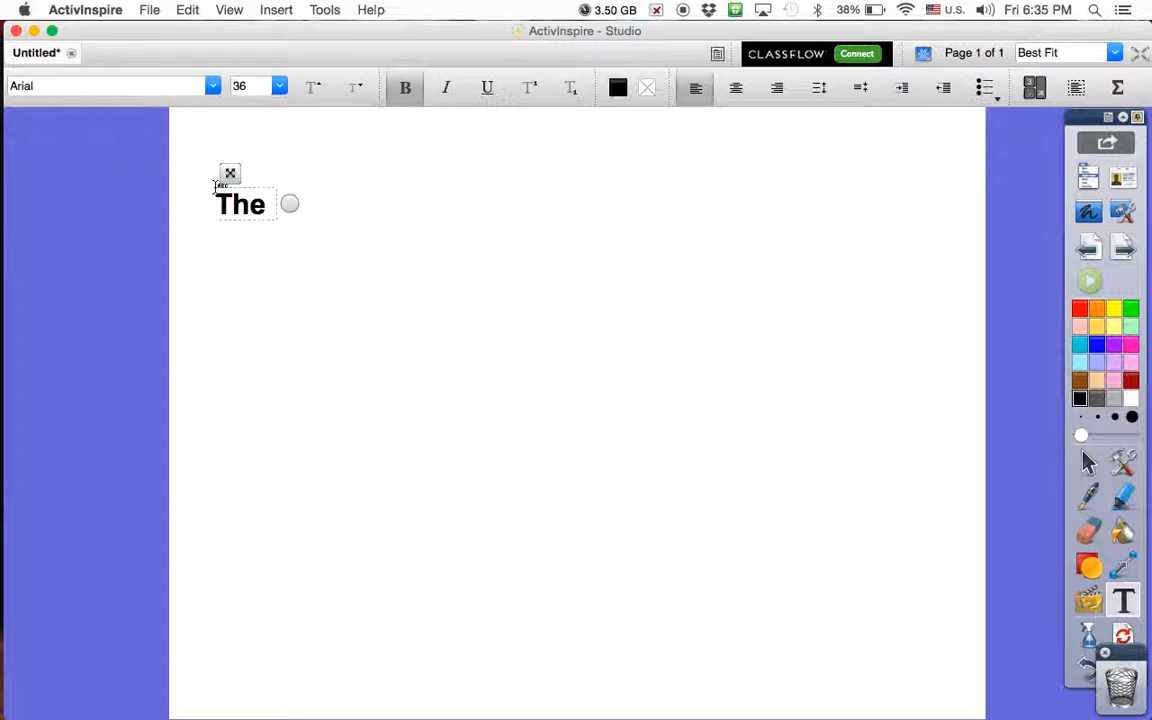 ActivInspire File Edit View Insert Tools Help 3.50 GB 38% U.S. Fri 6:35 PM
ActivInspire - Studio
Untitled* CLASSFLOW Connect Page 1 of 1 Best Fit
Arial 36 B I U T T Σ
The
T